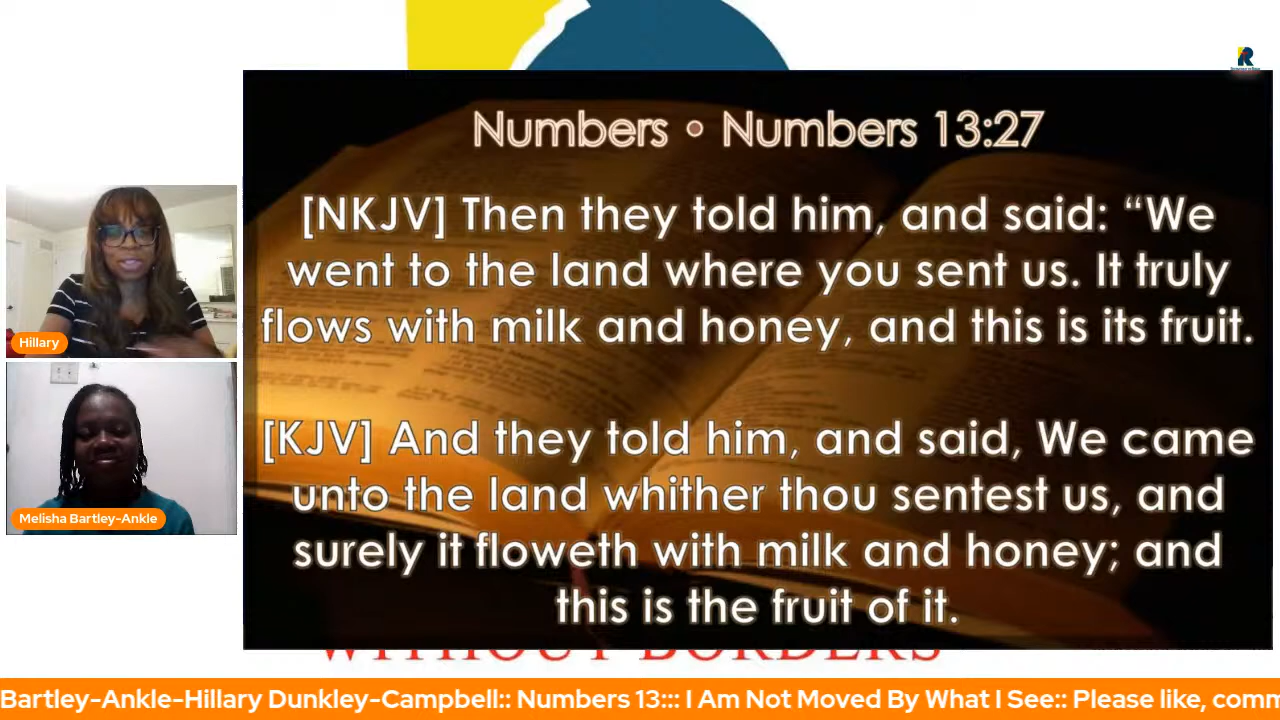 Numbers • Numbers 13:27
[NKJV] Then they told him, and said: “We
went to the land where you sent us. It truly
flows with milk and honey, and this is its fruit.
[KJV] And they told him, and said, We came
unto the land whither thou sentest us, and
surely it floweth with milk and honey; and
this is the fruit of it.
Hillary
Melisha Bartley-Ankle
WITHOUT BORDERS
Bartley-Ankle-Hillary Dunkley-Campbell:: Numbers 13::: I Am Not Moved By What I See:: Please like, comm